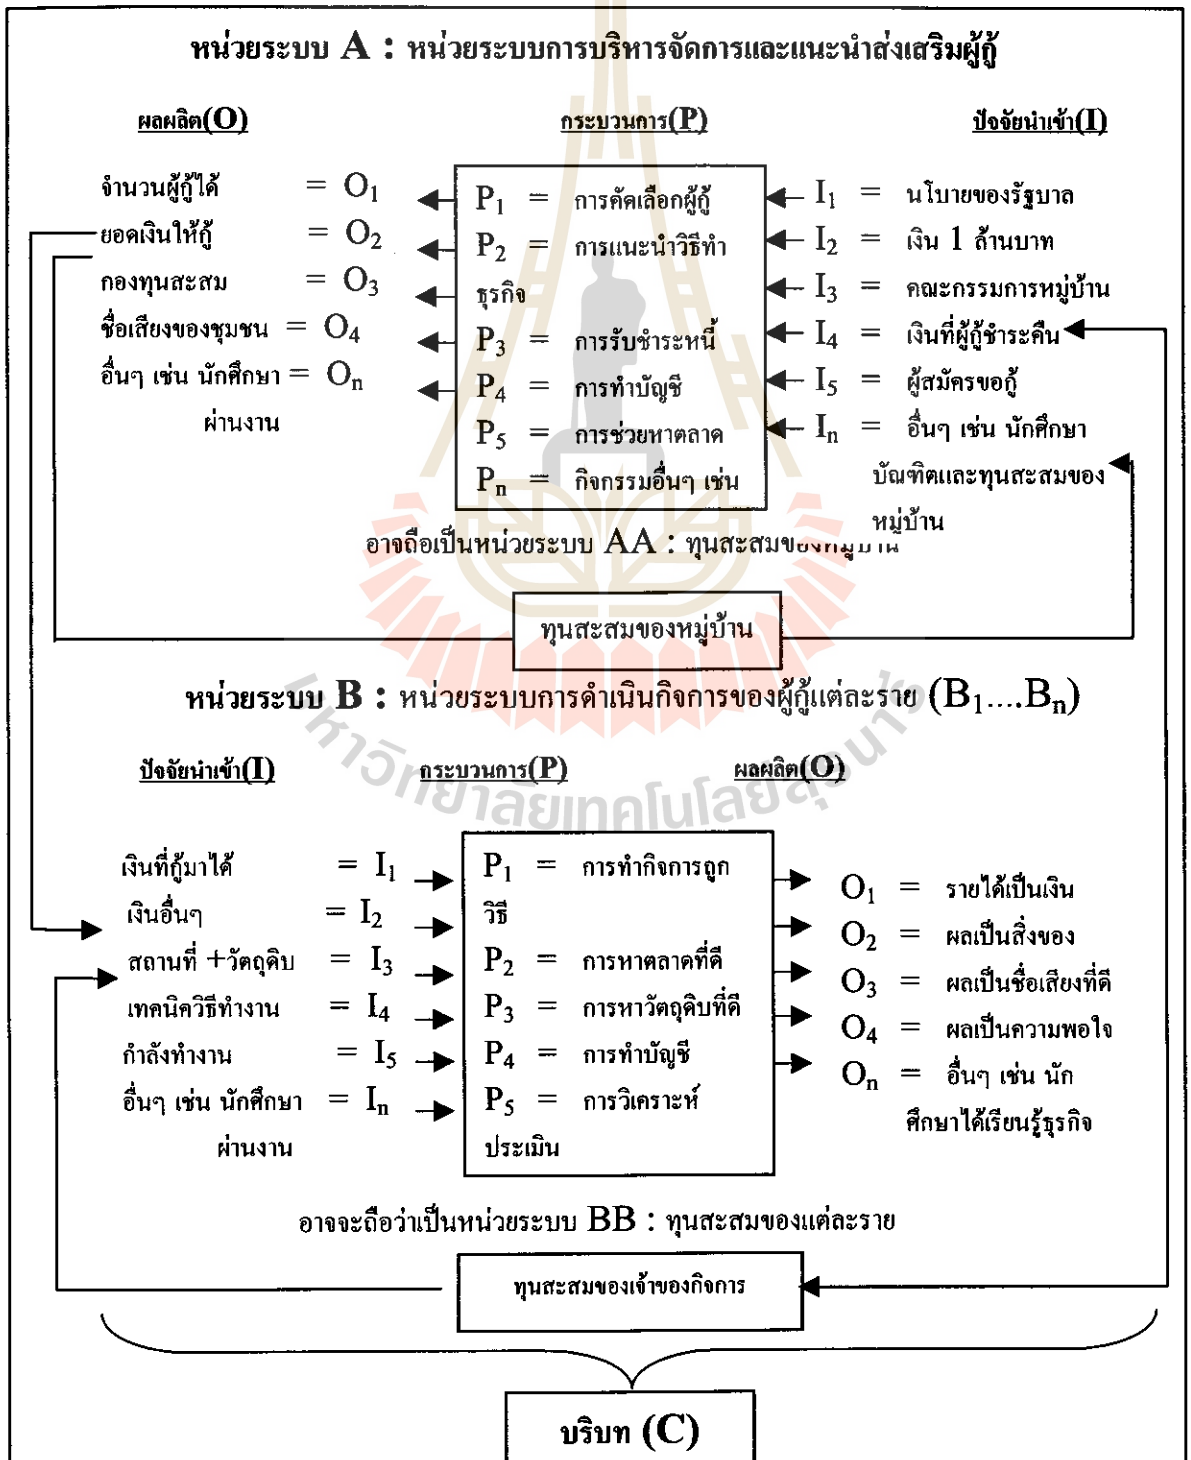 หน่วยระบบ A : หน่วยระบบการบริหารจัดการและแนะนำส่งเสริมผู้กู้
ผลผลิต(O) กระบวนการ(P) ปัจจัยนำเข้า(I)
จำนวนผู้กู้ได้ = O1
ยอดเงินให้กู้ = O2
กองทุนสะสม = O3
ชื่อเสียงของชุมชน = O4
อื่นๆ เช่น นักศึกษา = On
ผ่านงาน
P1 = การคัดเลือกผู้กู้
P2 = การแนะนำวิธีทำ
ธุรกิจ
P3 = การรับชำระหนี้
P4 = การทำบัญชี
P5 = การช่วยหาตลาด
Pn = กิจกรรมอื่นๆ เช่น
I1 = นโบายของรัฐบาล
I2 = เงิน 1 ล้านบาท
I3 = คณะกรรมการหมู่บ้าน
I4 = เงินที่ผู้กู้ชำระคืน
I5 = ผู้สมัครขอกู้
In = อื่นๆ เช่น นักศึกษา
บัณฑิตและทุนสะสมของ
หมู่บ้าน
อาจถือเป็นหน่วยระบบ AA : ทุนสะสมของหมู่บ้าน
ทุนสะสมของหมู่บ้าน
หน่วยระบบ B : หน่วยระบบการดำเนินกิจการของผู้กู้แต่ละราย (B1....Bn)
ปัจจัยนำเข้า(I) กระบวนการ(P) ผลผลิต(O)
เงินที่กู้มาได้ = I1
เงินอื่นๆ = I2
สถานที่ +วัตถุดิบ = I3
เทคนิควิธีทำงาน = I4
กำลังทำงาน = I5
อื่นๆ เช่น นักศึกษา = In
ผ่านงาน
P1 = การทำกิจการถูก
วิธี
P2 = การหาตลาดที่ดี
P3 = การหาวัตถุดิบที่ดี
P4 = การทำบัญชี
P5 = การวิเคราะห์
ประเมิน
O1 = รายได้เป็นเงิน
O2 = ผลเป็นสิ่งของ
O3 = ผลเป็นชื่อเสียงที่ดี
O4 = ผลเป็นความพอใจ
On = อื่นๆ เช่น นัก
ศึกษาได้เรียนรู้ธุรกิจ
อาจจะถือว่าเป็นหน่วยระบบ BB : ทุนสะสมของแต่ละราย
ทุนสะสมของเจ้าของกิจการ
บริบท (C)
มหาวิทยาลัยเทคโนโลยีสุรนารี